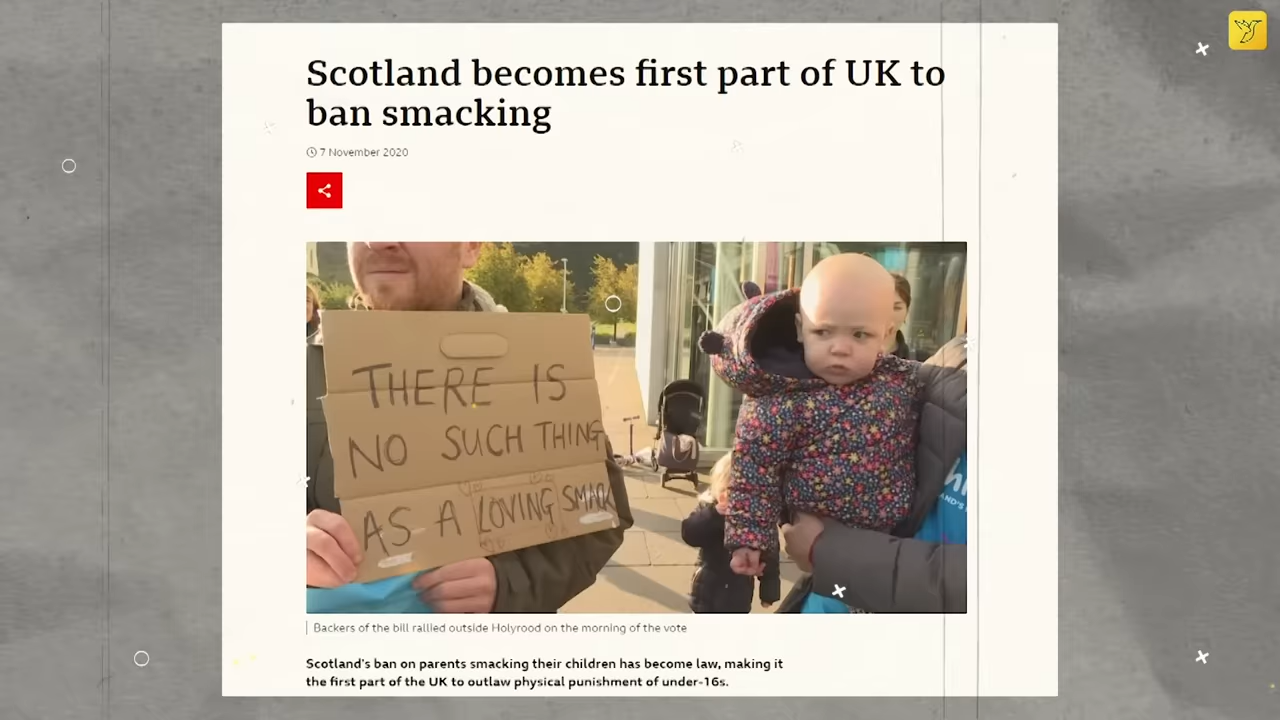 Scotland becomes first part of UK to
ban smacking
7 November 2020
THERE IS
NO SUCH THING
AS A LOVING SMACK
Backers of the bill rallied outside Holyrood on the morning of the vote
Scotland's ban on parents smacking their children has become law, making it
the first part of the UK to outlaw physical punishment of under-16s.